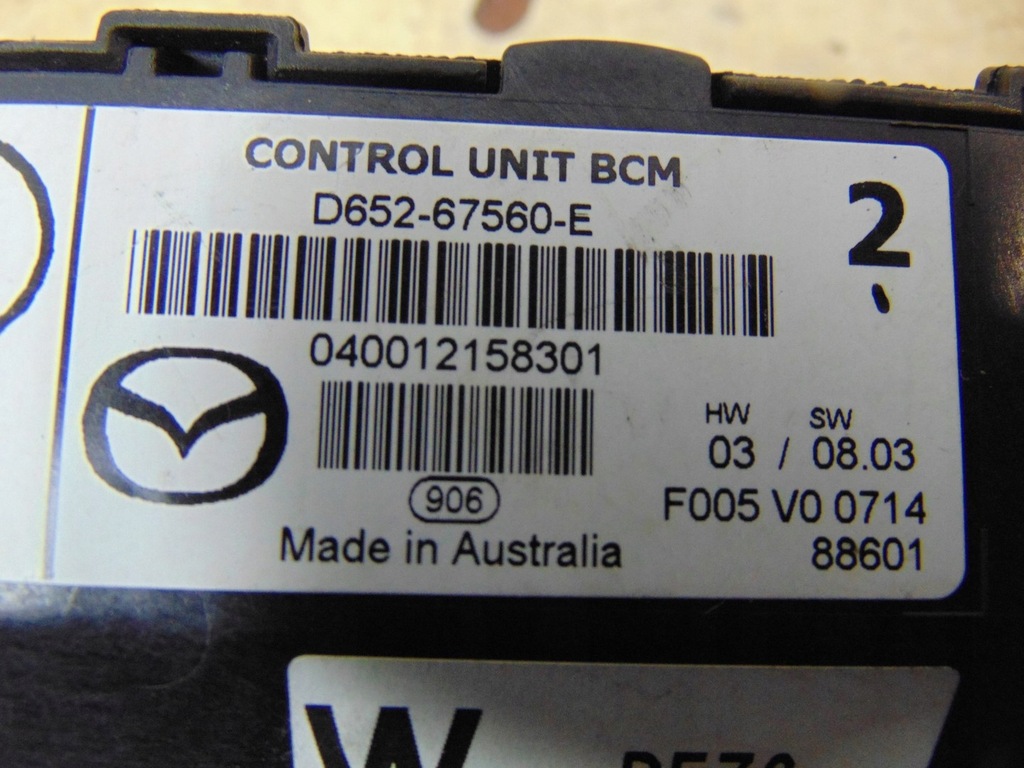 CONTROL UNIT BCM
D652-67560-E
2
040012158301
HW SW
03 / 08.03
906
F005 V0 0714
Made in Australia
88601
W